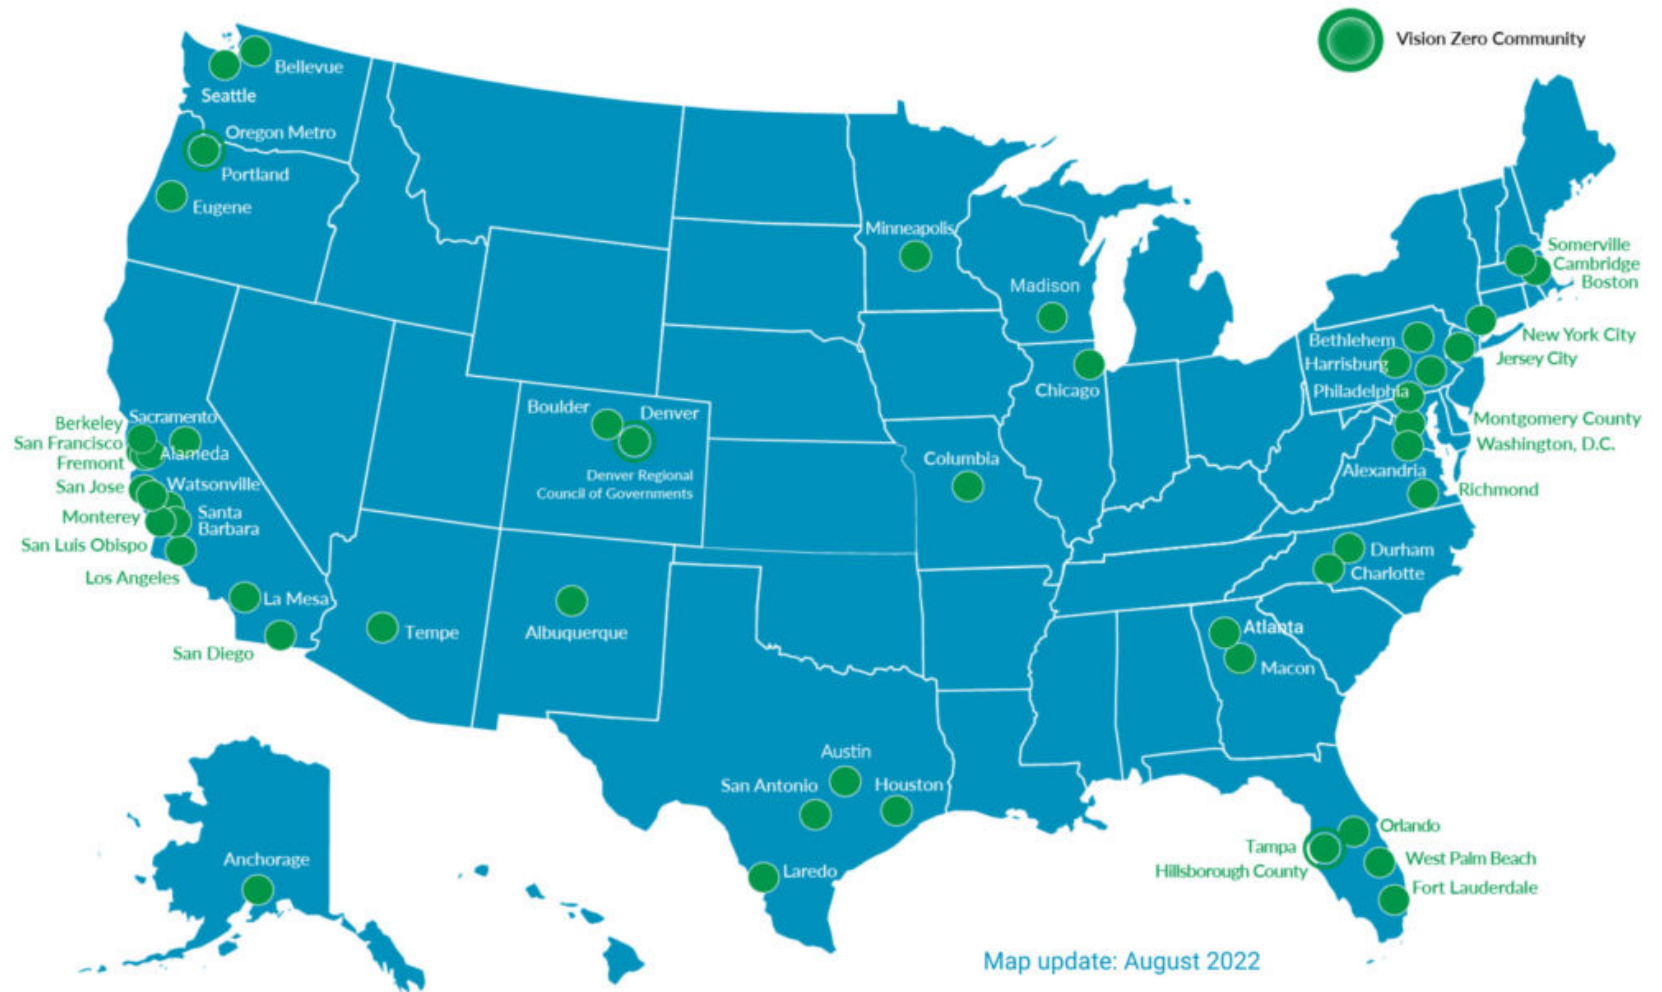 Vision Zero Community
Bellevue
Seattle
Oregon Metro
Portland
Eugene
Minneapolis
Madison
Chicago
Somerville
Cambridge
Boston
New York City
Jersey City
Bethlehem
Harrisburg
Philadelphia
Montgomery County
Washington, D.C.
Alexandria
Richmond
Berkeley
Sacramento
San Francisco
Alameda
Fremont
San Jose
Watsonville
Monterey
Santa
Barbara
San Luis Obispo
Los Angeles
La Mesa
San Diego
Boulder
Denver
Denver Regional
Council of Governments
Columbia
Durham
Charlotte
Tempe
Albuquerque
Atlanta
Macon
Austin
San Antonio
Houston
Laredo
Anchorage
Orlando
Tampa
West Palm Beach
Hillsborough County
Fort Lauderdale
Map update: August 2022